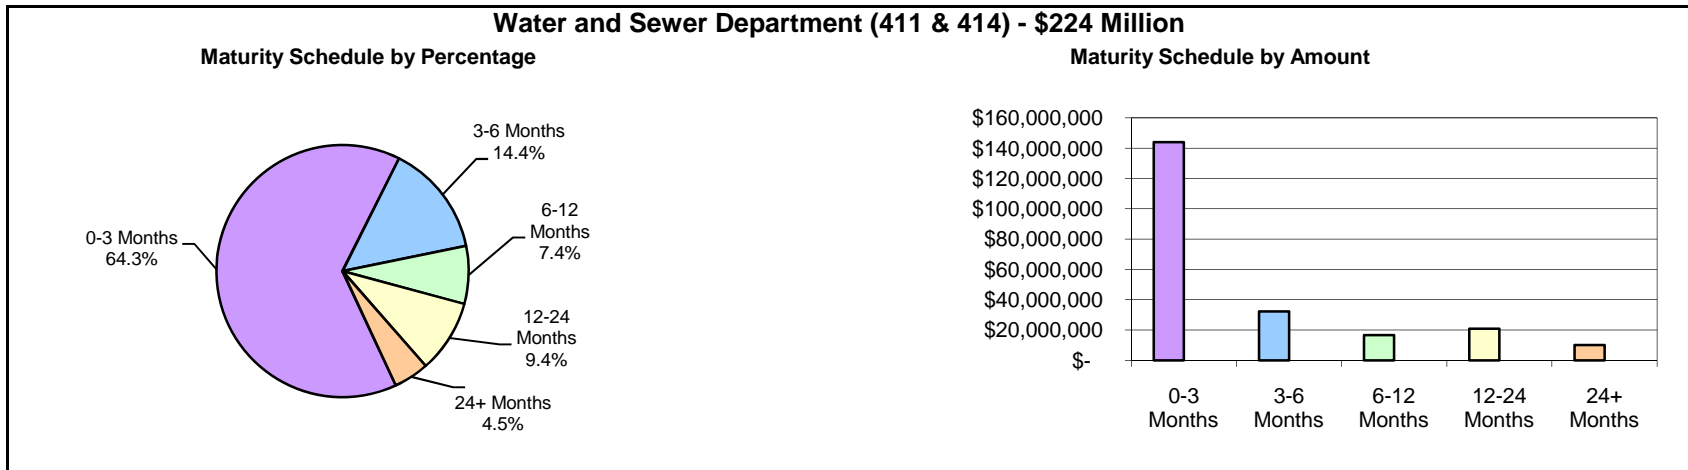 Water and Sewer Department (411 & 414) - $224 Million
Maturity Schedule by Percentage
3-6 Months
14.4%
6-12
Months
7.4%
0-3 Months
64.3%
12-24
Months
9.4%
24+ Months
4.5%
Maturity Schedule by Amount
$160,000,000
$140,000,000
$120,000,000
$100,000,000
$80,000,000
$60,000,000
$40,000,000
$20,000,000
$-
0-3
Months
3-6
Months
6-12
Months
12-24
Months
24+
Months